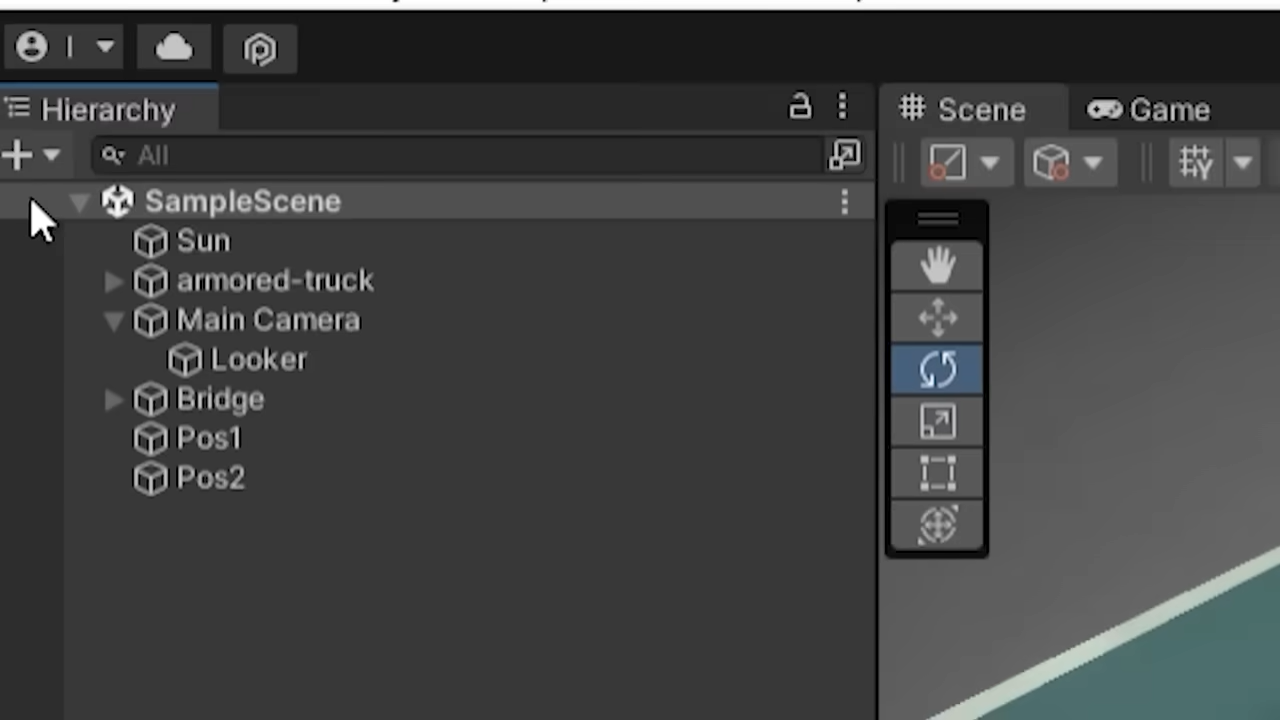 Hierarchy
Scene
Game
All
SampleScene
Sun
armored-truck
Main Camera
Looker
Bridge
Pos1
Pos2